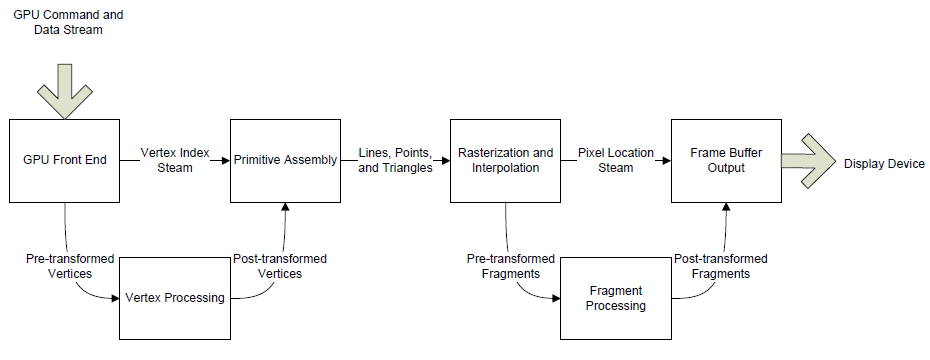 GPU Command and
Data Stream
GPU Front End
Vertex Index
Steam
Primitive Assembly
Lines, Points,
and Triangles
Rasterization and
Interpolation
Pixel Location
Steam
Frame Buffer
Output
Display Device
Pre-transformed
Vertices
Vertex Processing
Post-transformed
Vertices
Pre-transformed
Fragments
Fragment
Processing
Post-transformed
Fragments